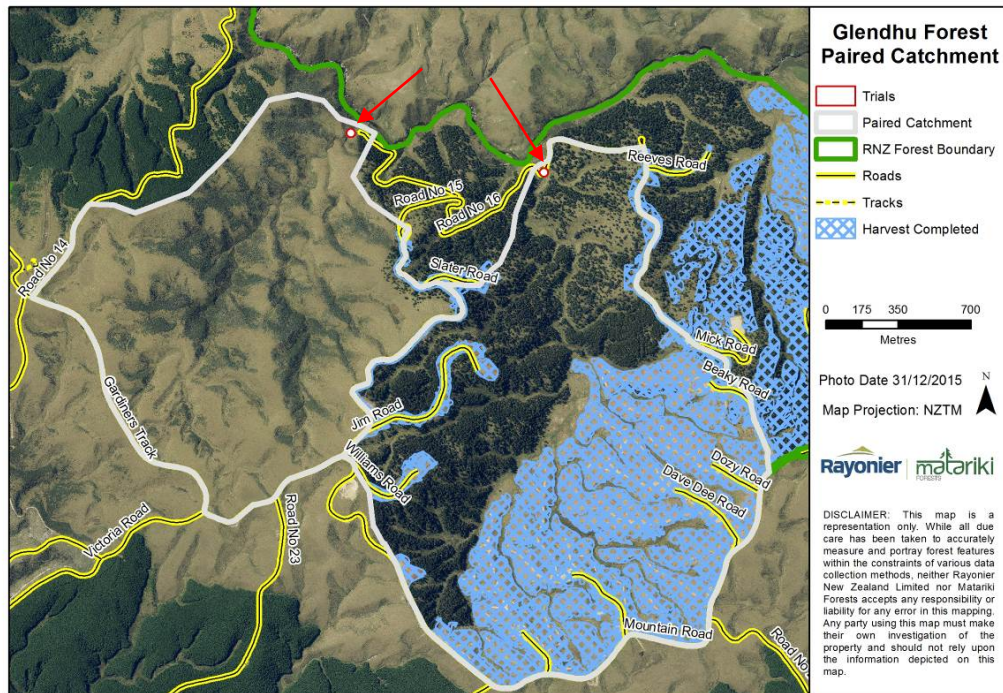 Glendhu Forest
Paired Catchment
Trials
Paired Catchment
RNZ Forest Boundary
Roads
Tracks
Harvest Completed
0 175 350 700
Metres
Photo Date 31/12/2015
Map Projection: NZTM
N
Rayonier
matariki
FORESTS
DISCLAIMER: This map is a
representation only. While all due
care has been taken to accurately
measure and portray forest features
within the constraints of various data
collection methods, neither Rayonier
New Zealand Limited nor Matariki
Forests accepts any responsibility or
liability for any error in this mapping.
Any party using this map must make
their own investigation of the
property and should not rely upon
the information depicted on this
map.
Reeves Road
Road No 15
Road No 16
Road No 14
Slater Road
Mick Road
Beaky Road
Gardiners Track
Jim Road
Williams Road
Dozy Road
Dave Dee Road
Victoria Road
Road No 23
Mountain Road
Road No